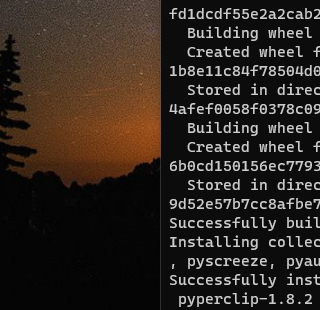 fd1dcdf55e2a2cab2
Building wheel
Created wheel f
1b8e11c84f78504d0
Stored in direc
4afef0058f0378c09
Building wheel
Created wheel f
6b0cd150156ec7793
Stored in direc
9d52e57b7cc8afbe7
Successfully buil
Installing collec
, pyscreeze, pyau
Successfully inst
pyperclip-1.8.2